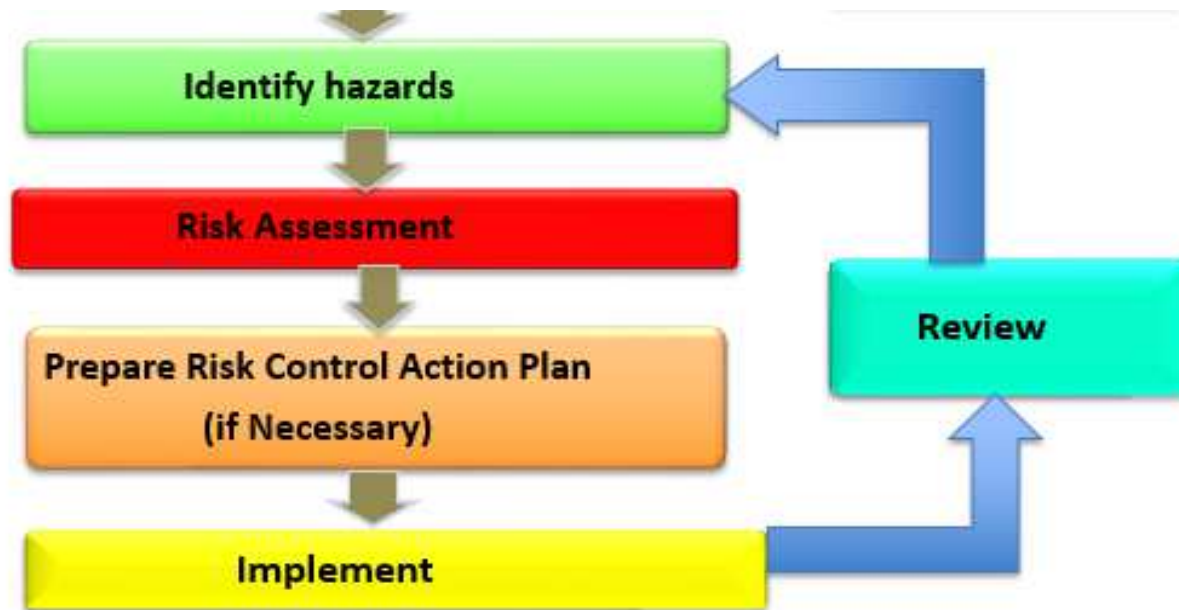 Identify hazards
Risk Assessment
Prepare Risk Control Action Plan
(if Necessary)
Review
Implement